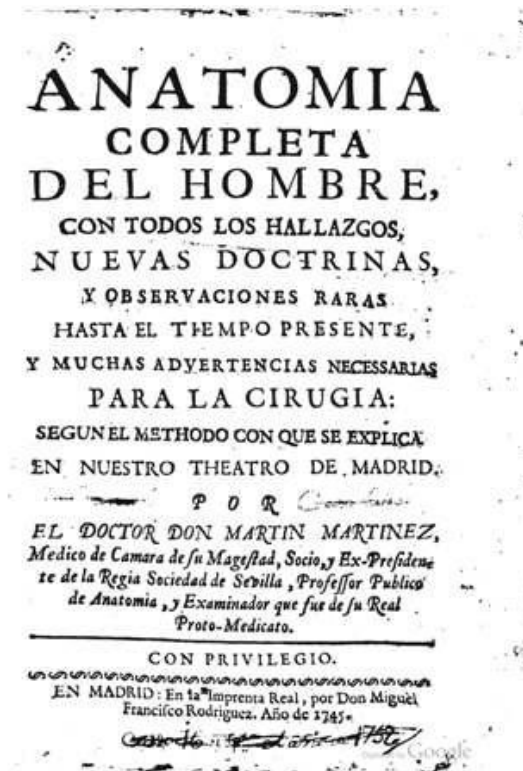 ANATOMIA
COMPLETA
DEL HOMBRE,
CON TODOS LOS HALLAZGOS,
NUEVAS DOCTRINAS,
Y OBSERVACIONES RARAS
HASTA EL TIEMPO PRESENTE,
Y MUCHAS ADVERTENCIAS NECESSARIAS
PARA LA CIRUGIA:
SEGUN EL METHODO CON QUE SE EXPLICA
EN NUESTRO THEATRO DE MADRID.
POR
EL DOCTOR DON MARTIN MARTINEZ,
Medico de Camara de ſu Mageſtad, Socio, y Ex-Preſiden
te de la Regia Sociedad de Sevilla, Profeſſor Publico
de Anatomia, y Examinador que fue de ſu Real
Proto-Medicato.
CON PRIVILEGIO.
EN MADRID: En la Imprenta Real, por Don Miguèl
Franciſco Rodriguez. Año de 1745.
Google